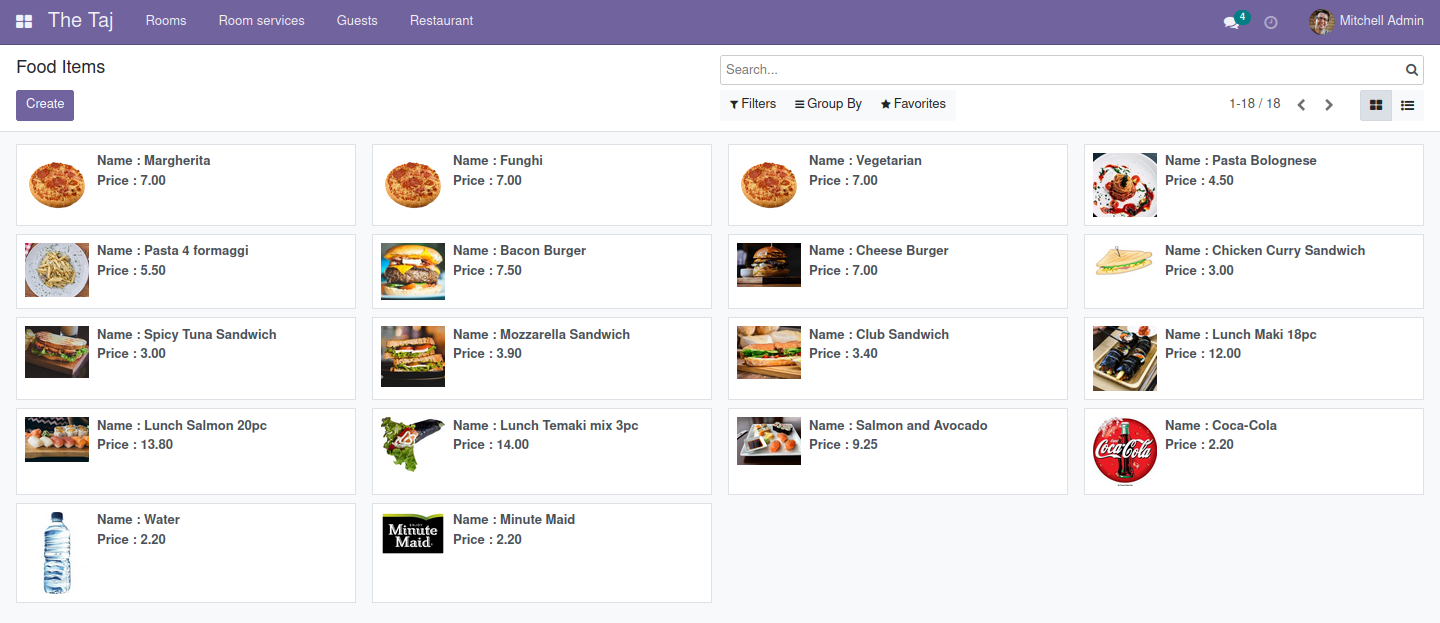 The Taj Rooms Room services Guests Restaurant 4 Mitchell Admin
Food Items
Search...
Create
Filters Group By Favorites 1-18 / 18
Name : Margherita
Price : 7.00
Name : Funghi
Price : 7.00
Name : Vegetarian
Price : 7.00
Name : Pasta Bolognese
Price : 4.50
Name : Pasta 4 formaggi
Price : 5.50
Name : Bacon Burger
Price : 7.50
Name : Cheese Burger
Price : 7.00
Name : Chicken Curry Sandwich
Price : 3.00
Name : Spicy Tuna Sandwich
Price : 3.00
Name : Mozzarella Sandwich
Price : 3.90
Name : Club Sandwich
Price : 3.40
Name : Lunch Maki 18pc
Price : 12.00
Name : Lunch Salmon 20pc
Price : 13.80
Name : Lunch Temaki mix 3pc
Price : 14.00
Name : Salmon and Avocado
Price : 9.25
Coca-Cola
Name : Coca-Cola
Price : 2.20
Name : Water
Price : 2.20
Minute
Maid
Name : Minute Maid
Price : 2.20